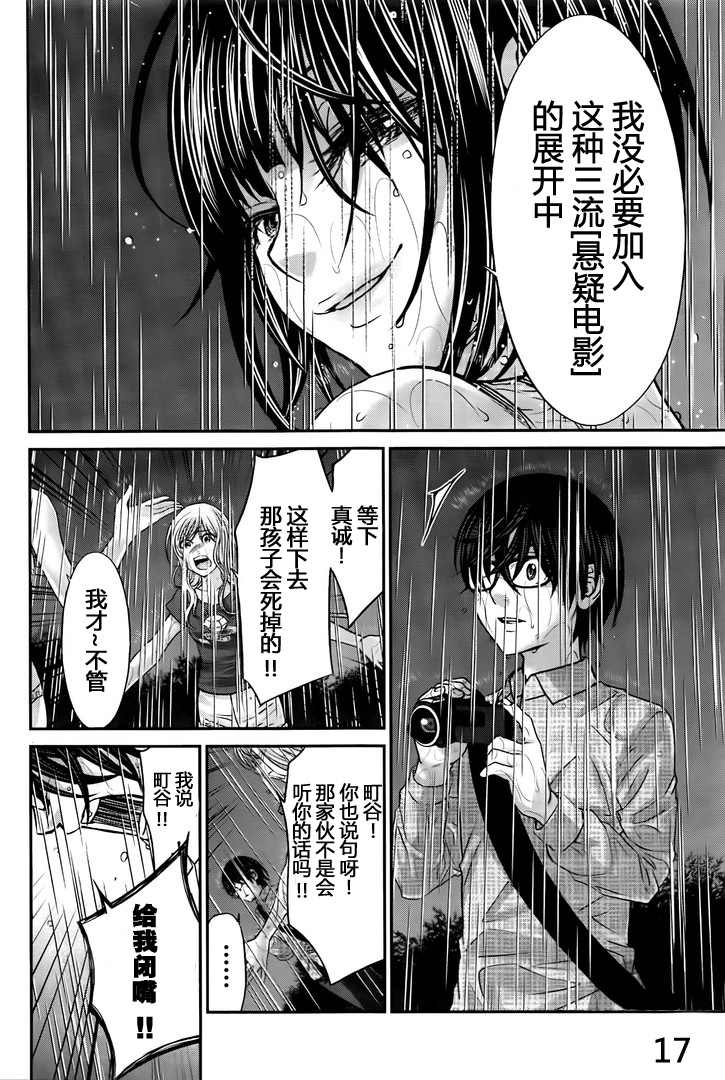 我没必要加入
这种三流[悬疑电影]
的展开中
等下
真诚！
这样下去
那孩子会死掉的!!
我才~不管
町谷！
你也说句呀！
那家伙不是会
听你的话吗!!
……
我说
町谷!!
给我闭嘴!!
17